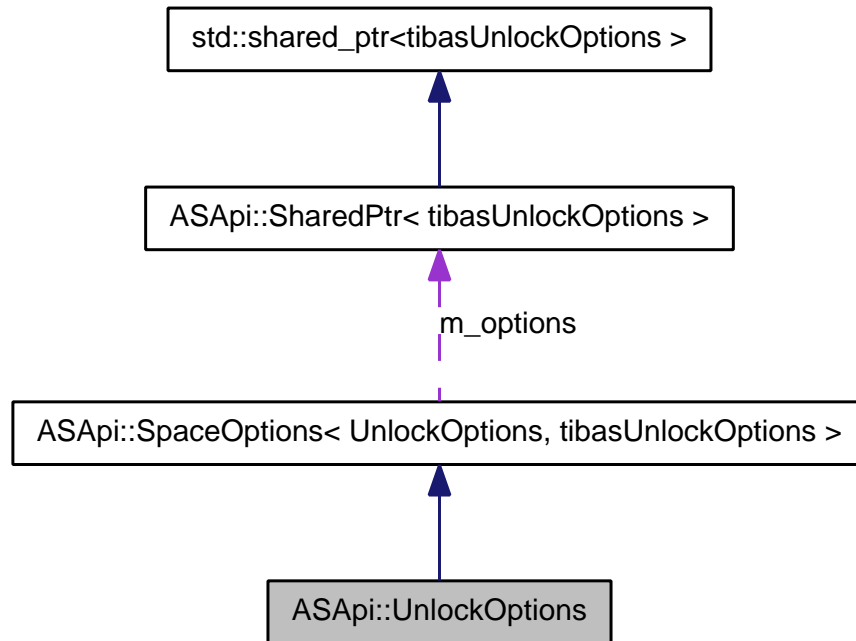 std::shared_ptr<tibasUnlockOptions >
ASApi::SharedPtr< tibasUnlockOptions >
m_options
ASApi::SpaceOptions< UnlockOptions, tibasUnlockOptions >
ASApi::UnlockOptions